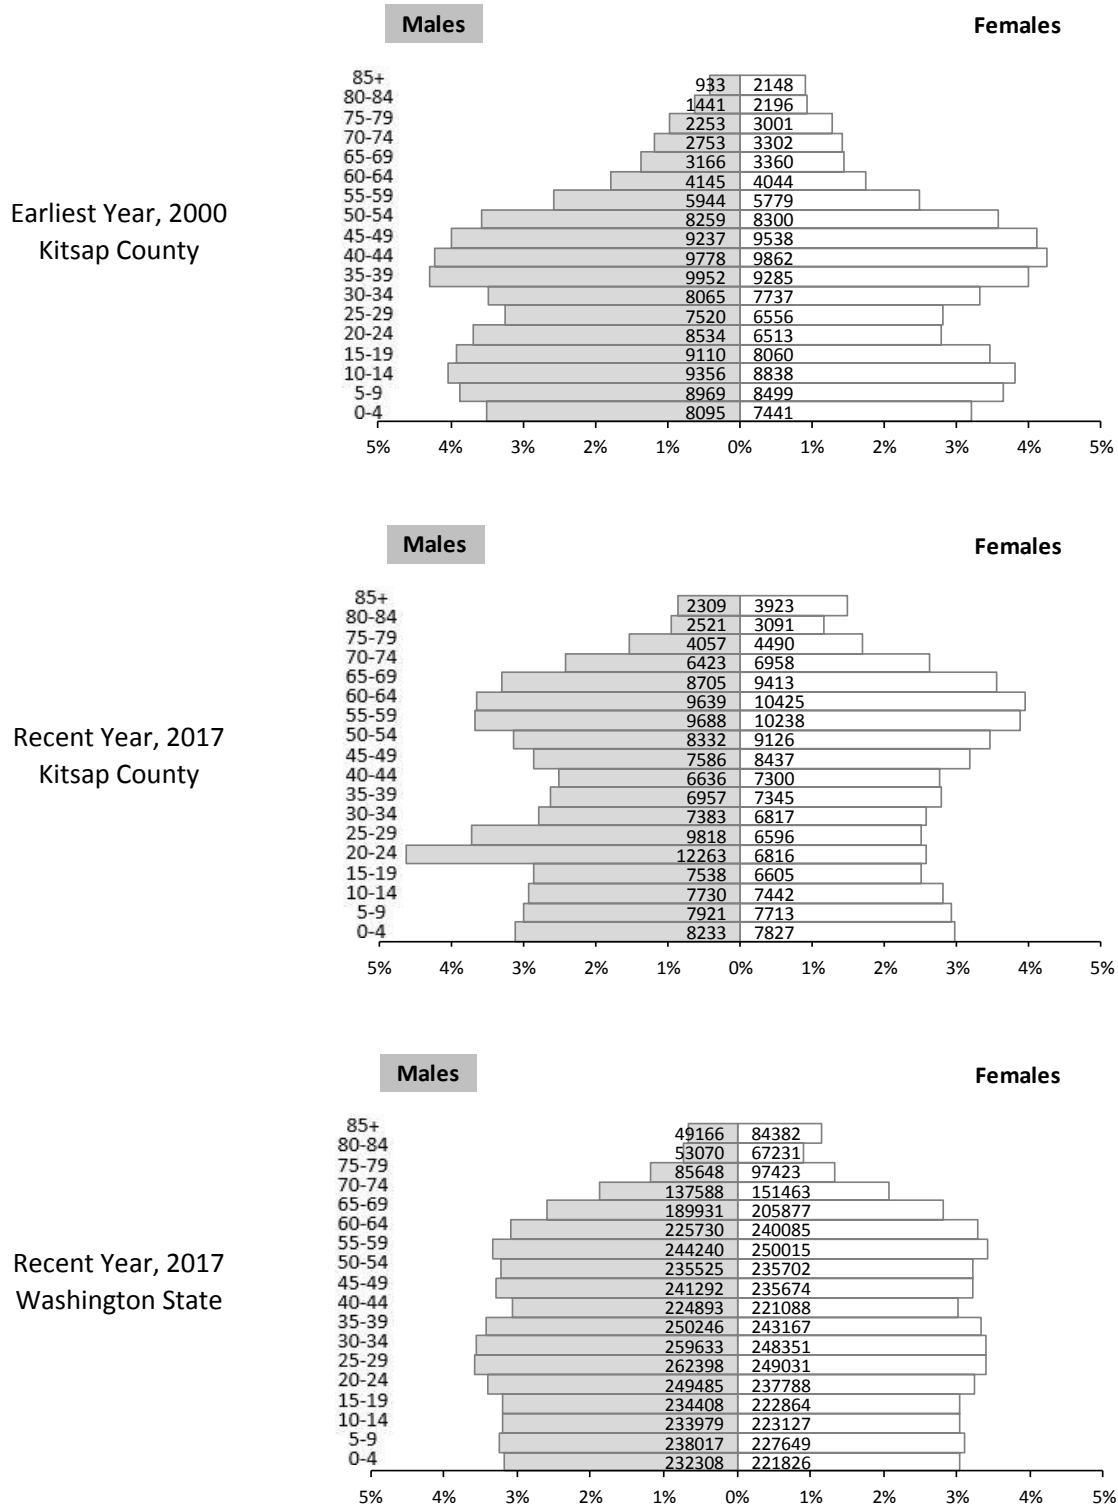 Males Females
85+ 933 2148
80-84 1441 2196
75-79 2253 3001
70-74 2753 3302
65-69 3166 3360
60-64 4145 4044
55-59 5944 5779
Earliest Year, 2000
Kitsap County
50-54 8259 8300
45-49 9237 9538
40-44 9778 9862
35-39 9952 9285
30-34 8065 7737
25-29 7520 6556
20-24 8534 6513
15-19 9110 8060
10-14 9356 8838
5-9 8969 8499
0-4 8095 7441
5% 4% 3% 2% 1% 0% 1% 2% 3% 4% 5%
Males Females
85+ 2309 3923
80-84 2521 3091
75-79 4057 4490
70-74 6423 6958
65-69 8705 9413
60-64 9639 10425
55-59 9688 10238
Recent Year, 2017
Kitsap County
50-54 8332 9126
45-49 7586 8437
40-44 6636 7300
35-39 6957 7345
30-34 7383 6817
25-29 9818 6596
20-24 12263 6816
15-19 7538 6605
10-14 7730 7442
5-9 7921 7713
0-4 8233 7827
5% 4% 3% 2% 1% 0% 1% 2% 3% 4% 5%
Males Females
85+ 49166 84382
80-84 53070 67231
75-79 85648 97423
70-74 137588 151463
65-69 189931 205877
60-64 225730 240085
55-59 244240 250015
Recent Year, 2017
Washington State
50-54 235525 235702
45-49 241292 235674
40-44 224893 221088
35-39 250246 243167
30-34 259633 248351
25-29 262398 249031
20-24 249485 237788
15-19 234408 222864
10-14 233979 223127
5-9 238017 227649
0-4 232308 221826
5% 4% 3% 2% 1% 0% 1% 2% 3% 4% 5%